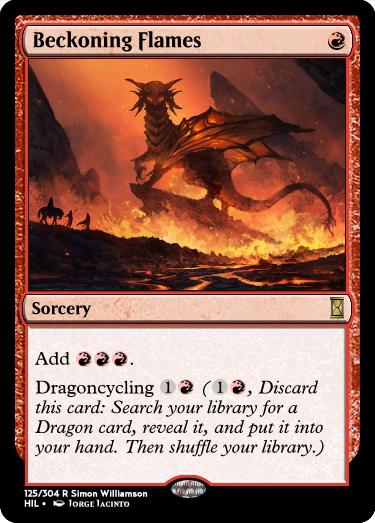 Beckoning Flames
Sorcery
Add.
Dragoncycling 1 ( 1, Discard
this card: Search your library for a
Dragon card, reveal it, and put it into
your hand. Then shuffle your library.)
125/304 R Simon Williamson
HIL • Jorge Jacinto